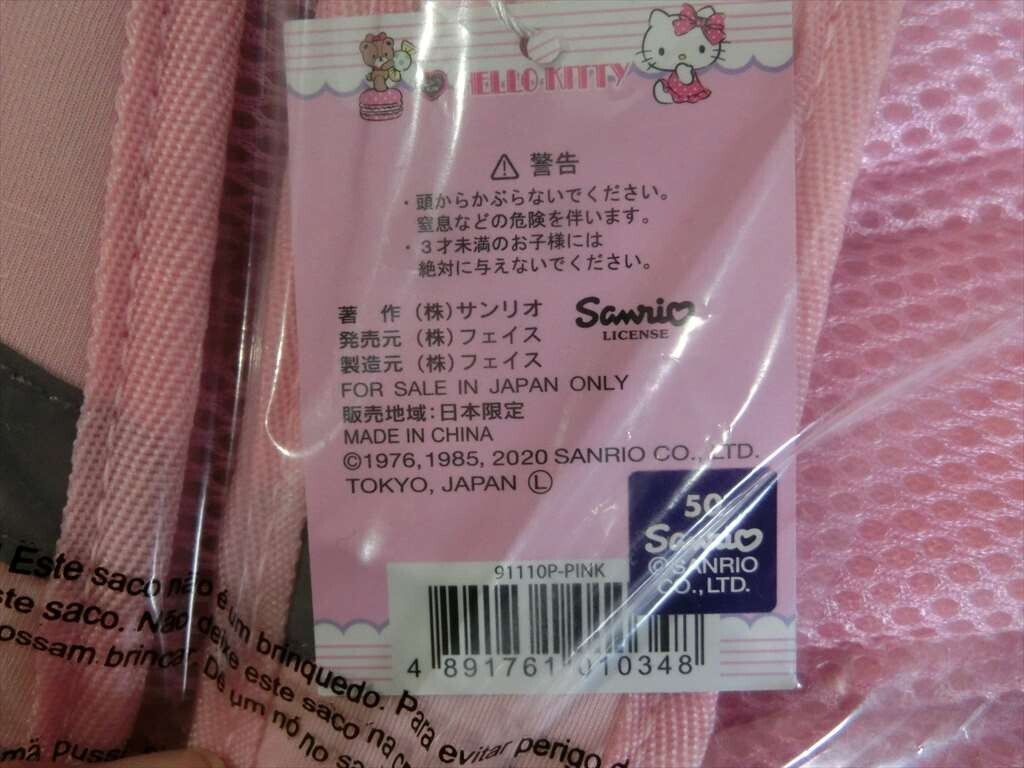 HELLO KITTY
警告
・頭からかぶらないでください。
窒息などの危険を伴います。
・３才未満のお子様には
絶対に与えないでください。
著　作 (株)サンリオ
発売元 (株)フェイス
製造元 (株)フェイス
Sanrio
LICENSE
FOR SALE IN JAPAN ONLY
販売地域:日本限定
MADE IN CHINA
©1976,1985, 2020 SANRIO CO., LTD.
TOKYO, JAPAN Ⓛ
50
Sanrio
© SANRIO
CO.,LTD.
91110P-PINK
4 891761 010348
Este saco não é um brinquedo. Para evitar perigo d
ste saco. Não deixe este saco na
ossam brincar. Dê um nó no sa